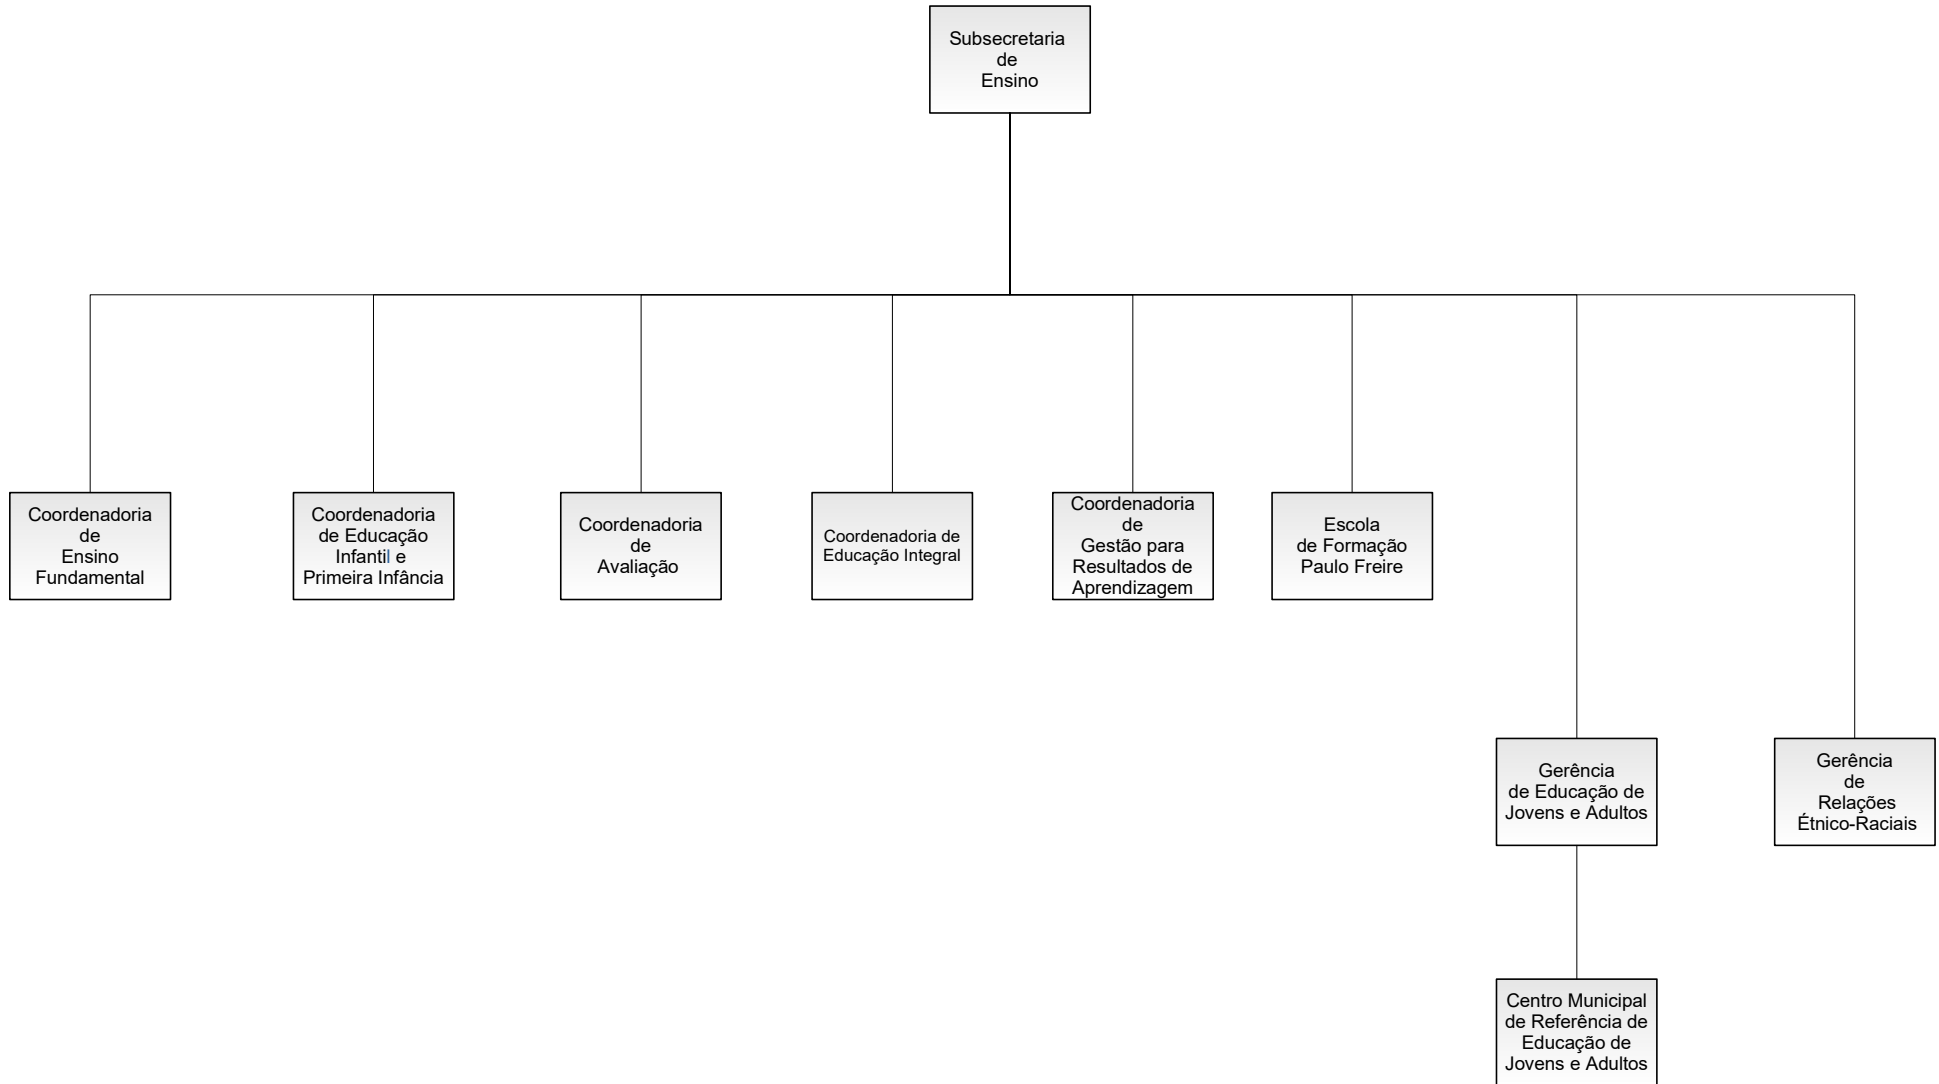 Subsecretaria
de
Ensino
Coordenadoria
de
Ensino
Fundamental
Coordenadoria
de Educação
Infantil e
Primeira Infância
Coordenadoria
de
Avaliação
Coordenadoria de
Educação Integral
Coordenadoria
de
Gestão para
Resultados de
Aprendizagem
Escola
de Formação
Paulo Freire
Gerência
de Educação de
Jovens e Adultos
Gerência
de
Relações
Étnico-Raciais
Centro Municipal
de Referência de
Educação de
Jovens e Adultos